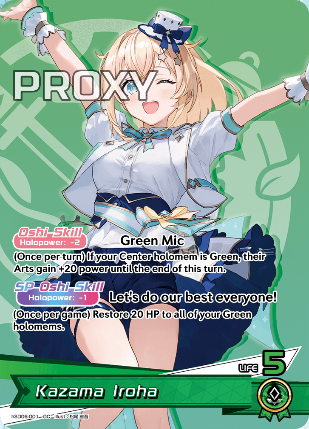 PROXY
Oshi Skill
Holopower: -2
Green Mic
(Once per turn) If your Center holomem is Green, their
Arts gain +20 power until the end of this turn.
SP Oshi Skill
Holopower: -1
Let's do our best everyone!
(Once per game) Restore 20 HP to all of your Green
holomems.
LIFE 5
Kazama Iroha